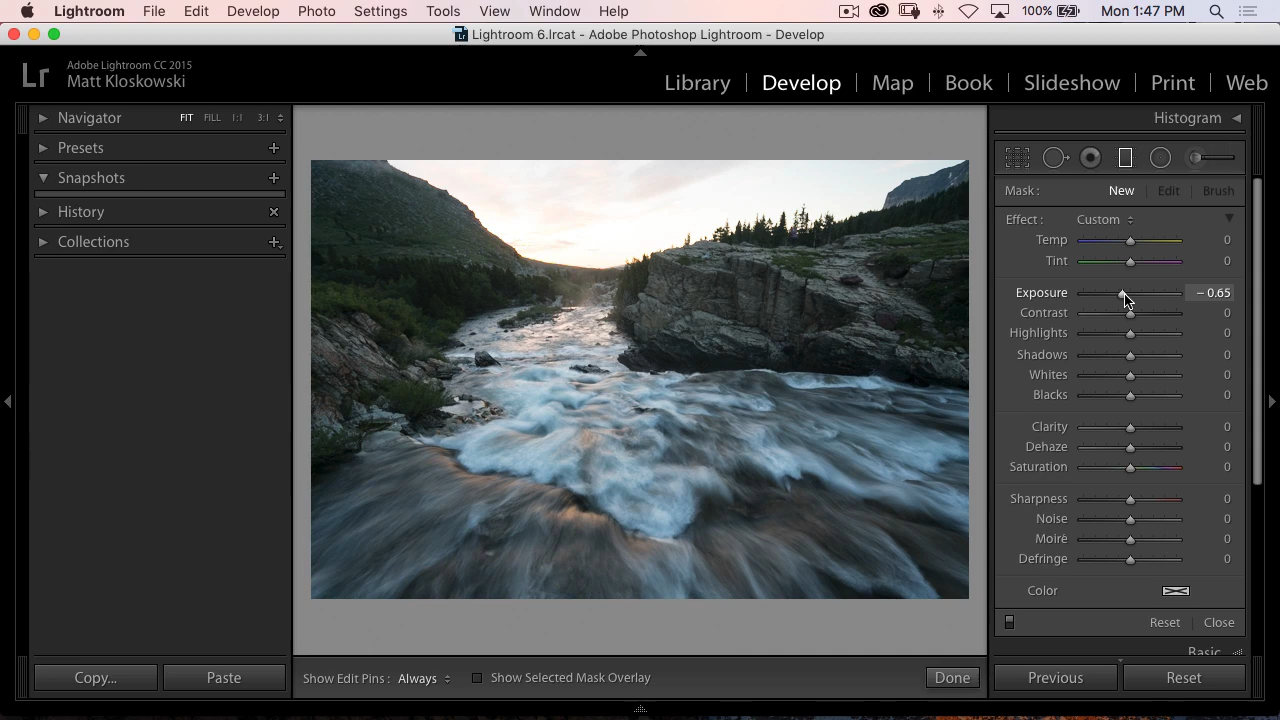 Lightroom File Edit Develop Photo Settings Tools View Window Help 100% Mon 1:47 PM
Lr Lightroom 6.lrcat - Adobe Photoshop Lightroom - Develop
Lr Adobe Lightroom CC 2015
Matt Kloskowski
Library | Develop | Map | Book | Slideshow | Print | Web
Navigator FIT FILL 1:1 3:1
Presets
Snapshots
History
Collections
Histogram
Mask : New | Edit | Brush
Effect : Custom
Temp 0
Tint 0
Exposure – 0.65
Contrast 0
Highlights 0
Shadows 0
Whites 0
Blacks 0
Clarity 0
Dehaze 0
Saturation 0
Sharpness 0
Noise 0
Moiré 0
Defringe 0
Color
Reset | Close
Basic
Copy... Paste
Show Edit Pins : Always Show Selected Mask Overlay Done
Previous Reset